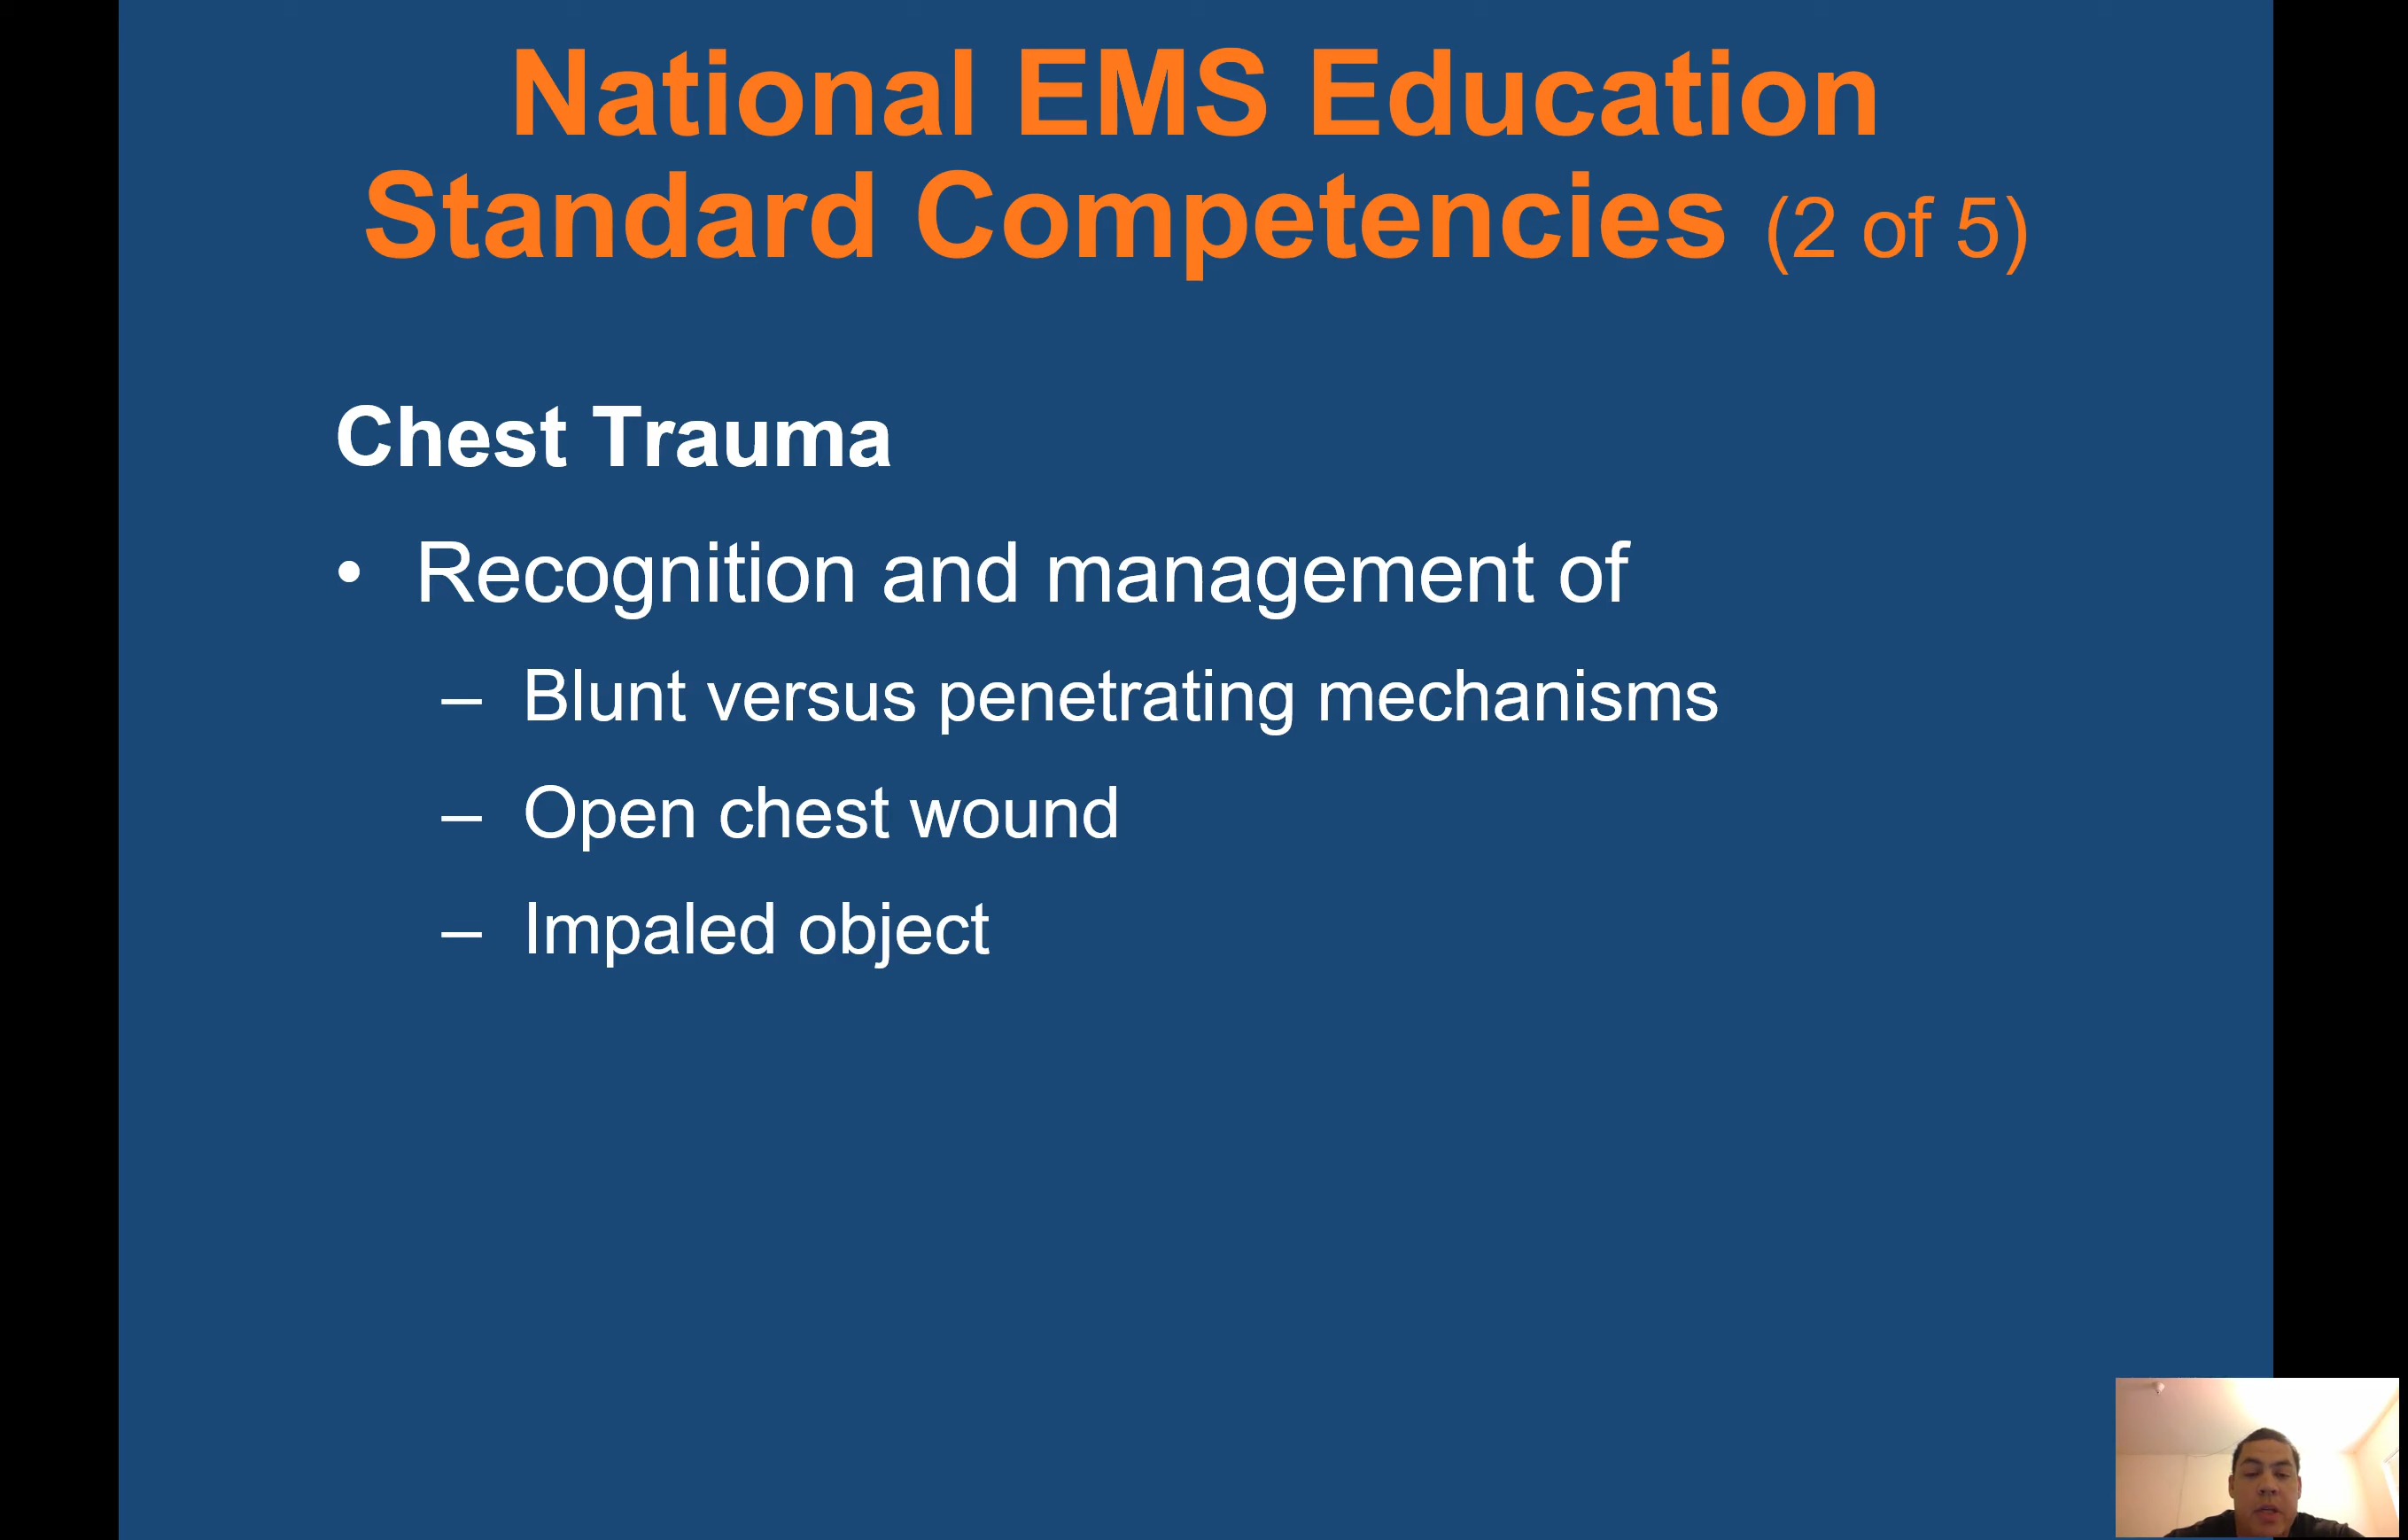 National EMS Education
Standard Competencies (2 of 5)
Chest Trauma
• Recognition and management of
– Blunt versus penetrating mechanisms
– Open chest wound
– Impaled object